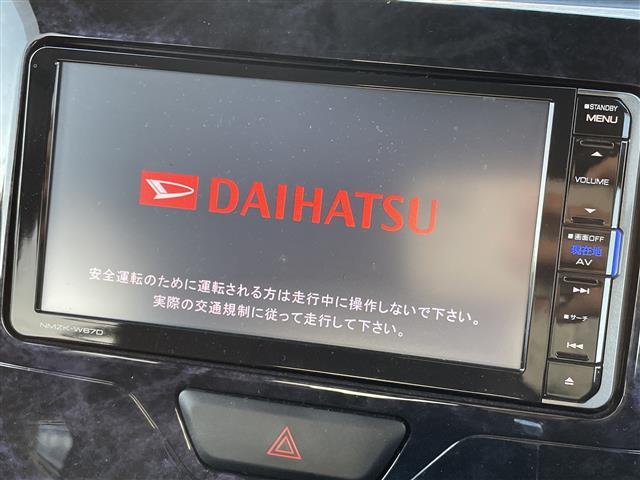 DAIHATSU
安全運転のために運転される方は走行中に操作しないで下さい。
実際の交通規制に従って走行して下さい。
NMZK-W67D
■STANDBY
MENU
VOLUME
■画面OFF
現在地
AV
■サーチ